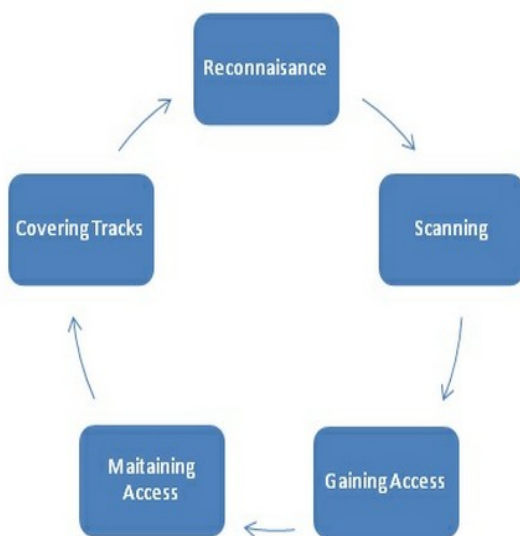 Reconnaisance
Scanning
Gaining Access
Maitaining
Access
Covering Tracks